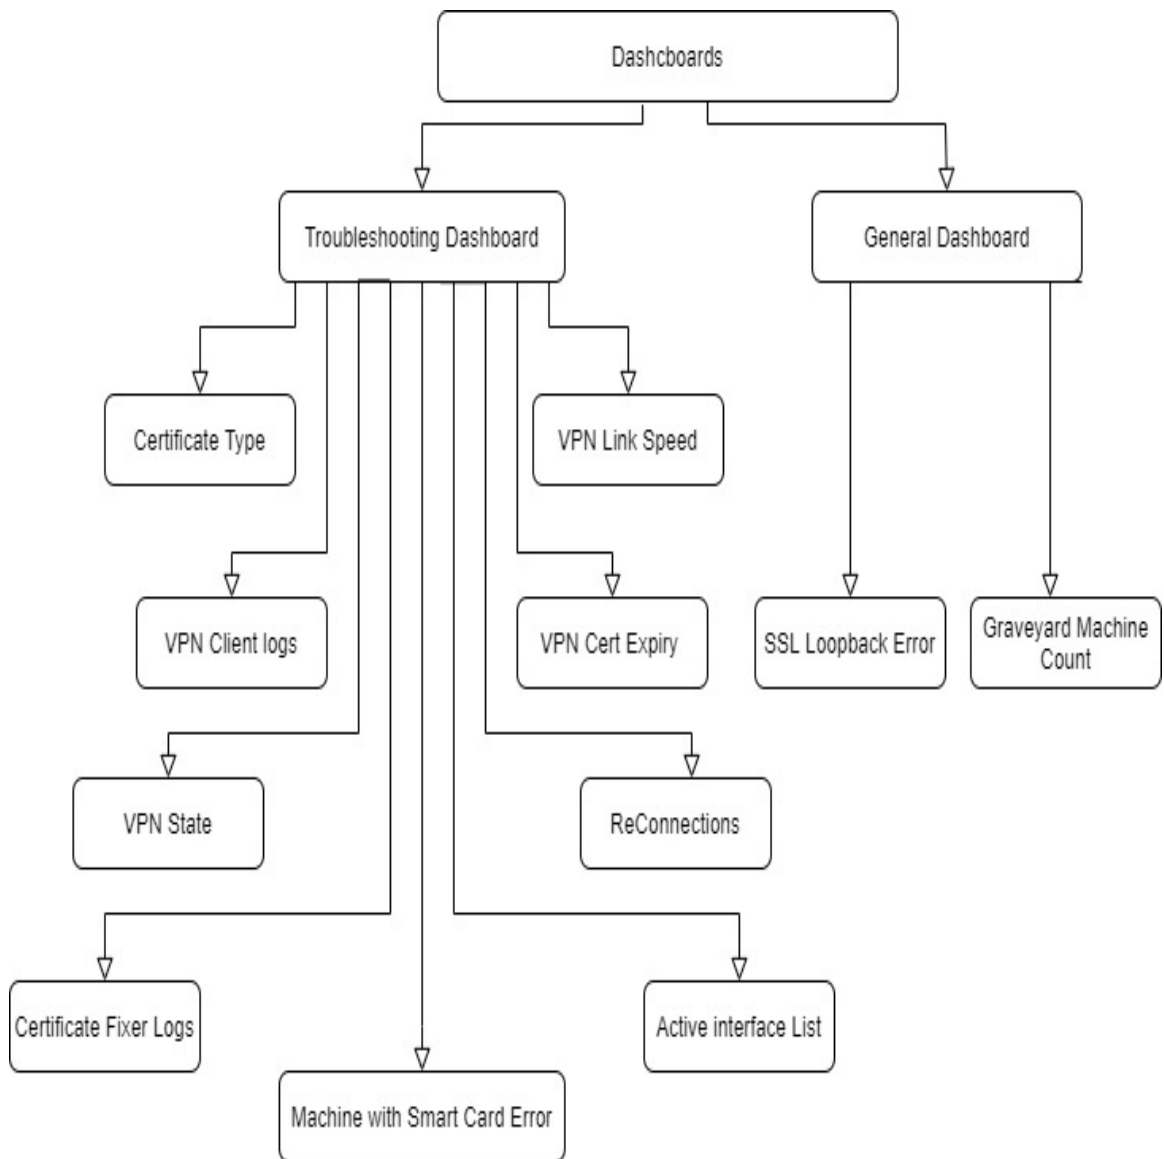 Dashcboards
Troubleshooting Dashboard
General Dashboard
Certificate Type
VPN Link Speed
VPN Client logs
VPN Cert Expiry
SSL Loopback Error
Graveyard Machine
Count
VPN State
ReConnections
Certificate Fixer Logs
Active interface List
Machine with Smart Card Error